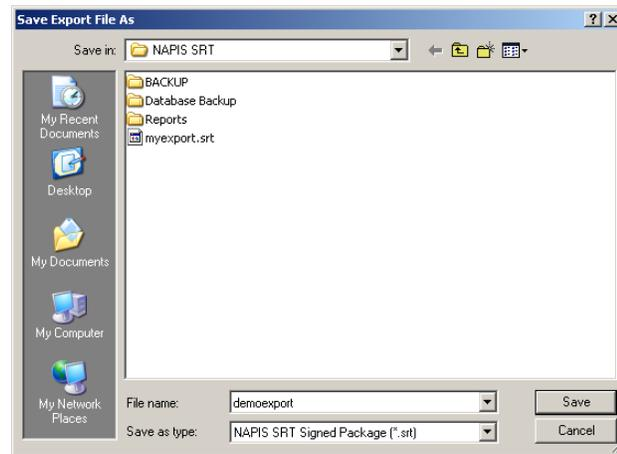 Save Export File As
Save in: NAPIS SRT
BACKUP
Database Backup
Reports
myexport.srt
My Recent
Documents
Desktop
My Documents
My Computer
My Network
Places
File name: demoexport Save
Save as type: NAPIS SRT Signed Package (*.srt) Cancel